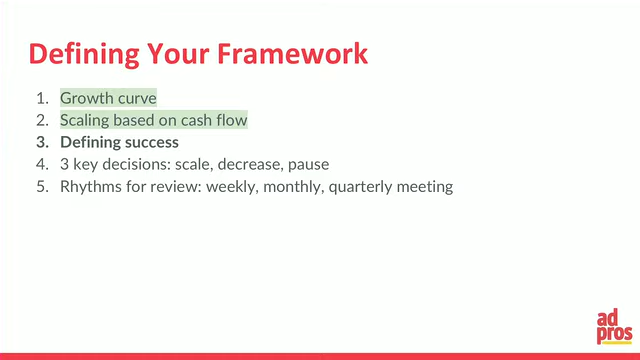 Defining Your Framework
1. Growth curve
2. Scaling based on cash flow
3. Defining success
4. 3 key decisions: scale, decrease, pause
5. Rhythms for review: weekly, monthly, quarterly meeting
ad
pros